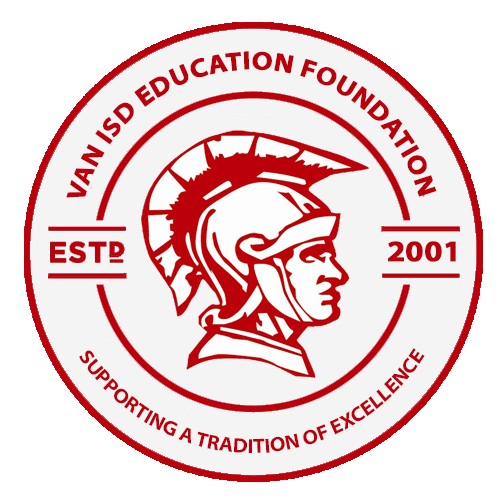 VAN ISD EDUCATION FOUNDATION
ESTD
2001
SUPPORTING A TRADITION OF EXCELLENCE